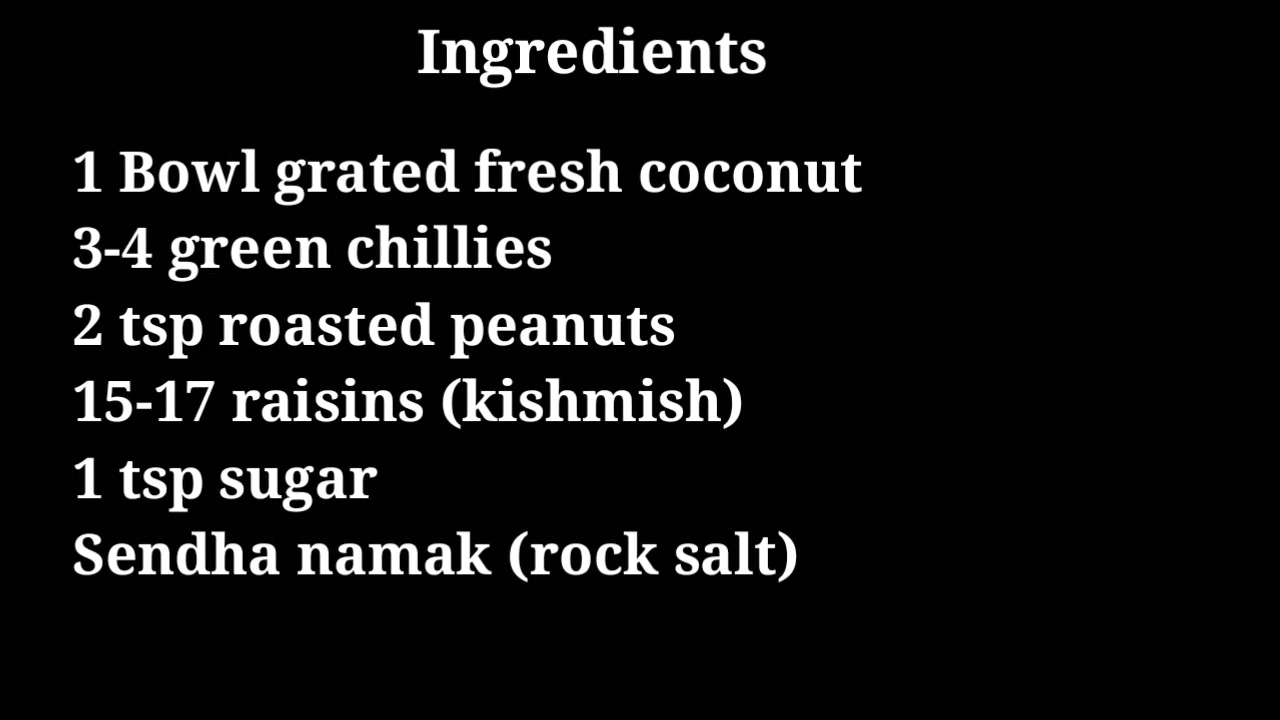 Ingredients
1 Bowl grated fresh coconut
3-4 green chillies
2 tsp roasted peanuts
15-17 raisins (kishmish)
1 tsp sugar
Sendha namak (rock salt)